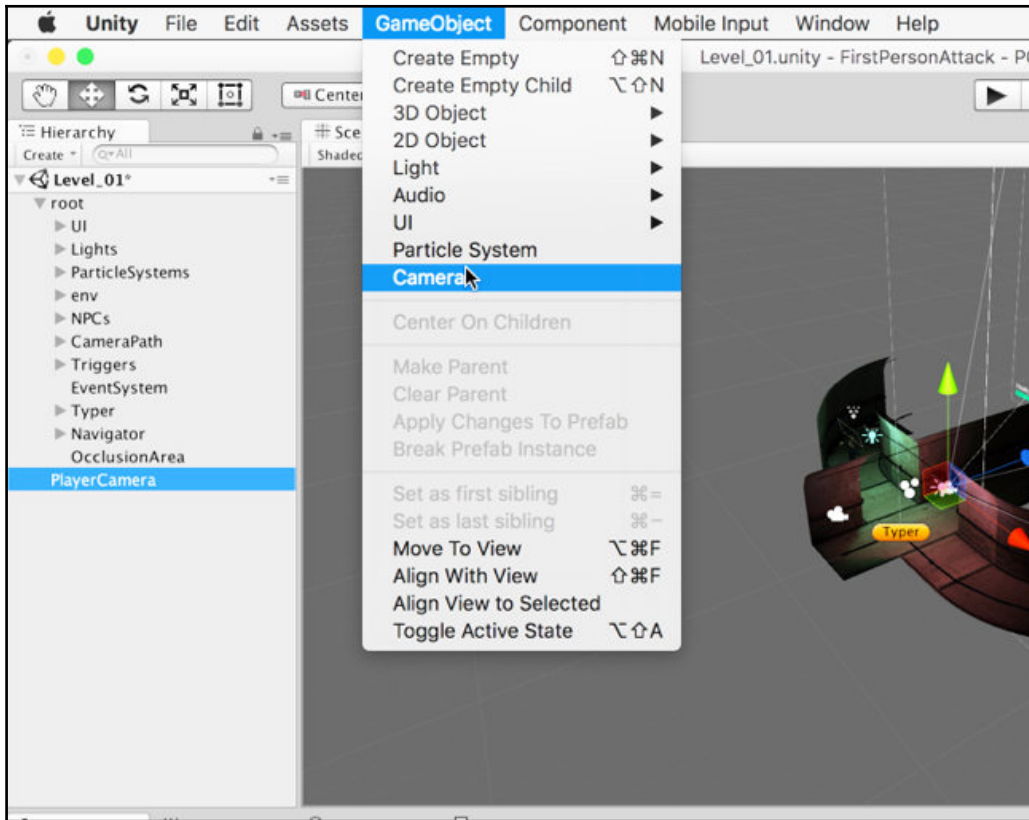 Unity File Edit Assets GameObject Component Mobile Input Window Help
Level_01.unity - FirstPersonAttack - P
Cente
Hierarchy
Sce
Create All
Shaded
Level_01*
root
UI
Lights
ParticleSystems
env
NPCs
CameraPath
Triggers
EventSystem
Typer
Navigator
OcclusionArea
PlayerCamera
Create Empty ⇧⌘N
Create Empty Child ⌥⇧N
3D Object
2D Object
Light
Audio
UI
Particle System
Camera
Center On Children
Make Parent
Clear Parent
Apply Changes To Prefab
Break Prefab Instance
Set as first sibling ⌘=
Set as last sibling ⌘-
Move To View ⌥⌘F
Align With View ⇧⌘F
Align View to Selected
Toggle Active State ⌥⇧A
Typer